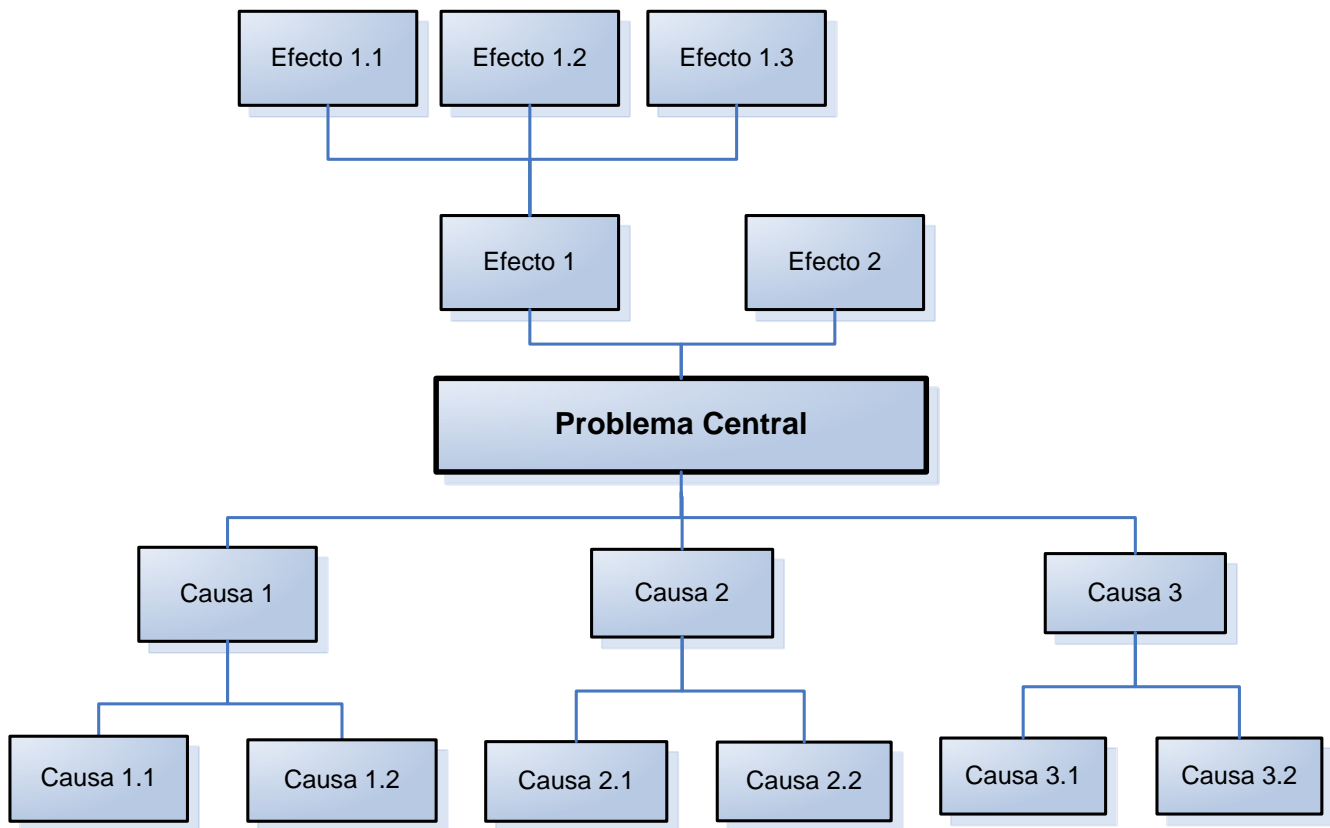 Efecto 1.1
Efecto 1.2
Efecto 1.3
Efecto 1
Efecto 2
Problema Central
Causa 1
Causa 2
Causa 3
Causa 1.1
Causa 1.2
Causa 2.1
Causa 2.2
Causa 3.1
Causa 3.2